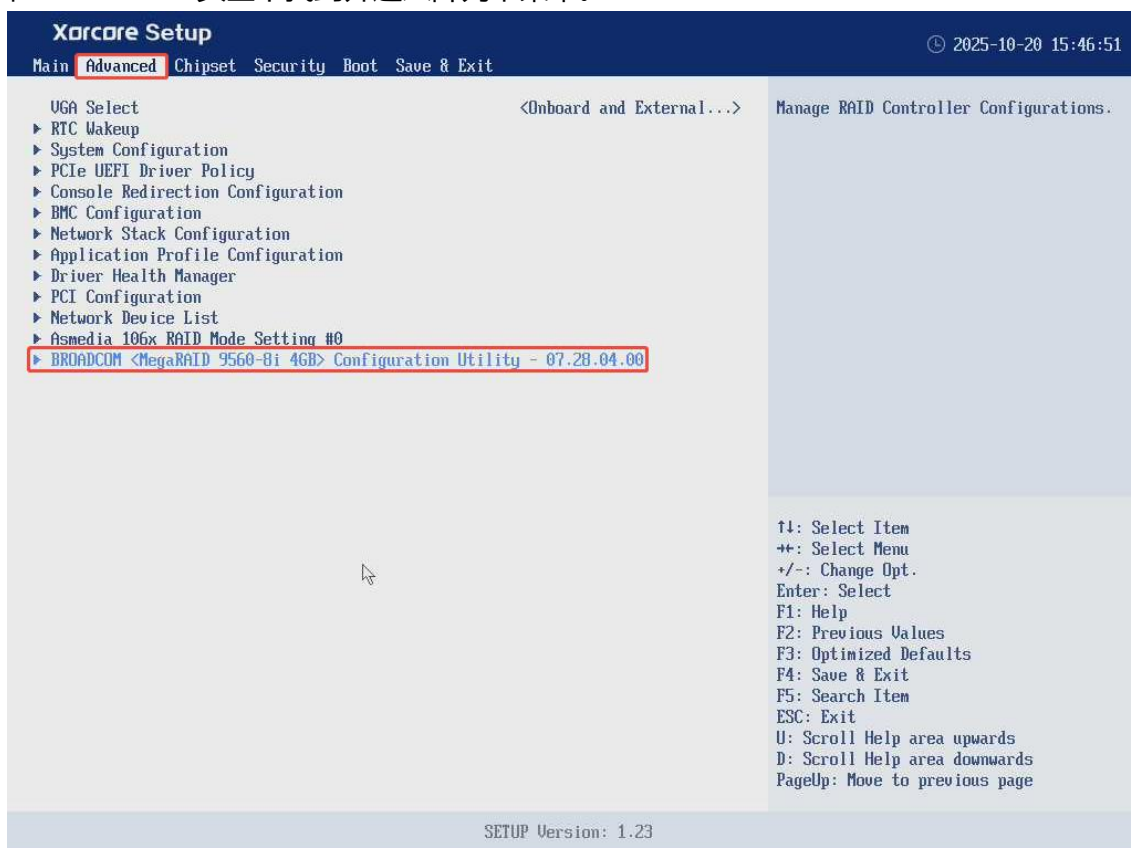 Xarcare Setup
2025-10-20 15:46:51
Main Advanced Chipset Security Boot Save & Exit
VGA Select <Onboard and External...>
► RTC Wakeup
► System Configuration
► PCIe UEFI Driver Policy
► Console Redirection Configuration
► BMC Configuration
► Network Stack Configuration
► Application Profile Configuration
► Driver Health Manager
► PCI Configuration
► Network Device List
► Asmedia 106x RAID Mode Setting #0
► BROADCOM <MegaRAID 9560-8i 4GB> Configuration Utility - 07.28.04.00
Manage RAID Controller Configurations.
↑↓: Select Item
→←: Select Menu
+/-: Change Opt.
Enter: Select
F1: Help
F2: Previous Values
F3: Optimized Defaults
F4: Save & Exit
F5: Search Item
ESC: Exit
U: Scroll Help area upwards
D: Scroll Help area downwards
PageUp: Move to previous page
SETUP Version: 1.23